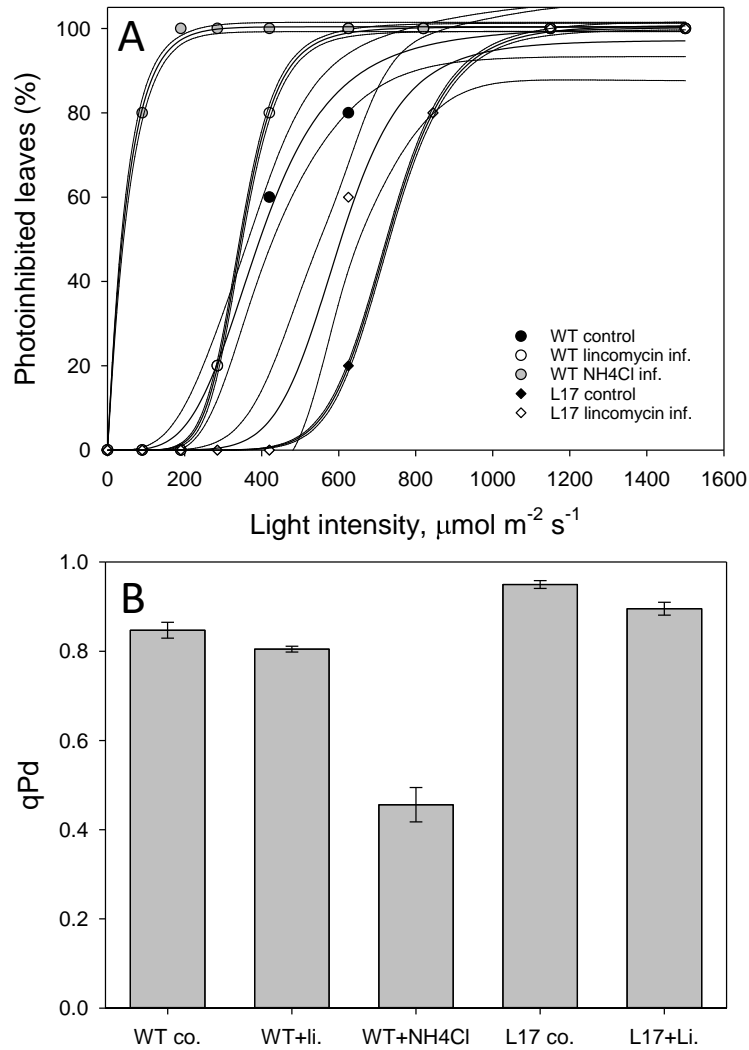 A
Photoinhibited leaves (%)
100
80
60
40
20
0
WT control
WT lincomycin inf.
WT NH4Cl inf.
L17 control
L17 lincomycin inf.
0 200 400 600 800 1000 1200 1400 1600
Light intensity, μmol m⁻² s⁻¹
B
qPd
1.0
0.8
0.6
0.4
0.2
0.0
WT co. WT+li. WT+NH4Cl L17 co. L17+Li.